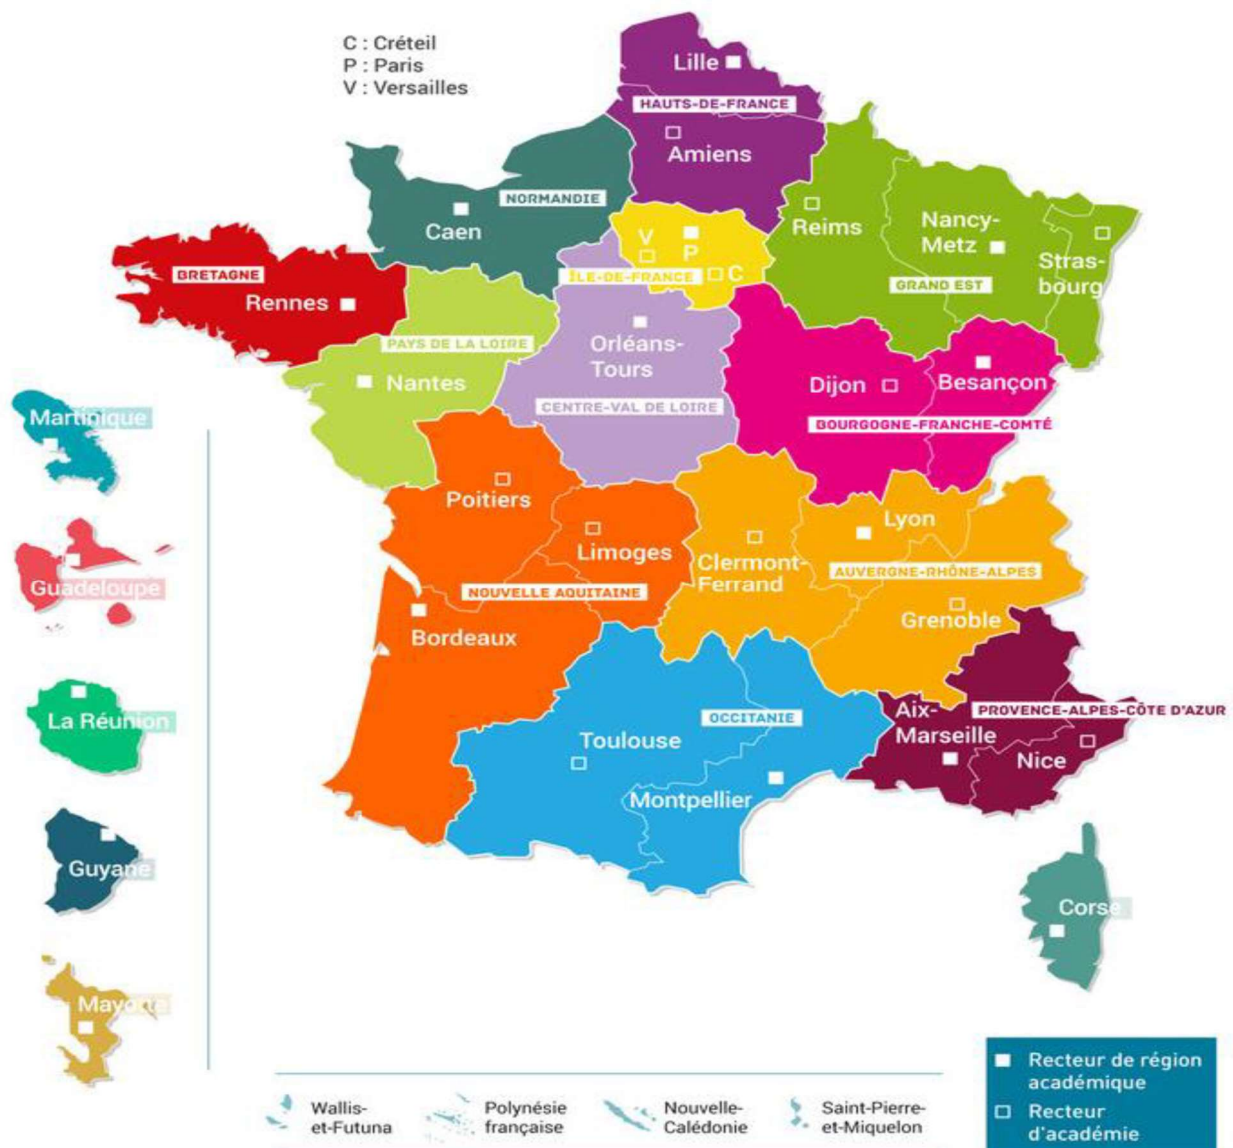 C : Créteil
P : Paris
V : Versailles
Lille
HAUTS-DE-FRANCE
Amiens
NORMANDIE
Caen
Reims
Nancy-
Metz
Stras-
bourg
GRAND EST
V
P
C
ÎLE-DE-FRANCE
BRETAGNE
Rennes
PAYS DE LA LOIRE
Nantes
Orléans-
Tours
CENTRE-VAL DE LOIRE
Dijon
Besançon
BOURGOGNE-FRANCHE-COMTÉ
Martinique
Poitiers
Limoges
Clermont-
Ferrand
Lyon
AUVERGNE-RHÔNE-ALPES
Grenoble
NOUVELLE AQUITAINE
Bordeaux
Guadeloupe
La Réunion
OCCITANIE
Toulouse
Montpellier
Aix-
Marseille
PROVENCE-ALPES-CÔTE D'AZUR
Nice
Guyane
Corse
Mayotte
Wallis-
et-Futuna
Polynésie
française
Nouvelle-
Calédonie
Saint-Pierre-
et-Miquelon
Recteur de région
académique
Recteur
d'académie